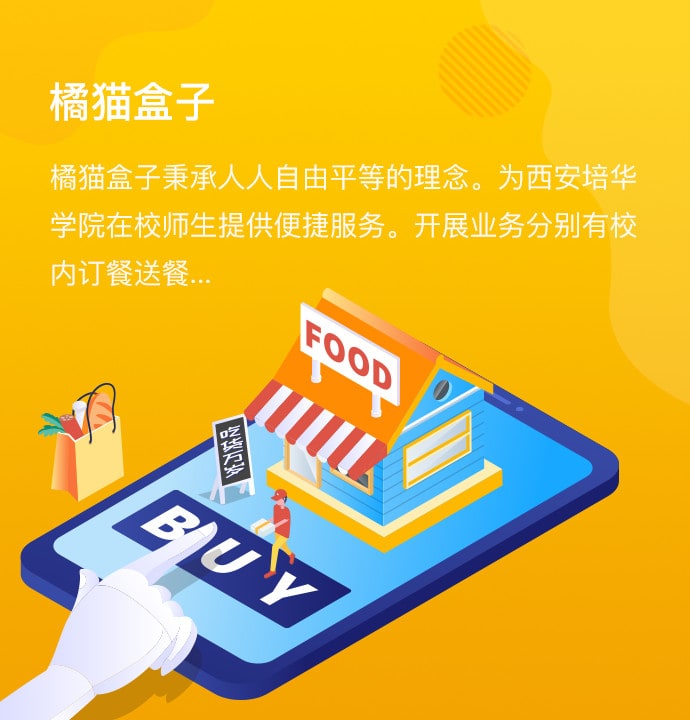 橘猫盒子
橘猫盒子秉承人人自由平等的理念。为西安培华
学院在校师生提供便捷服务。开展业务分别有校
内订餐送餐...
FOOD
吃货万岁
BUY